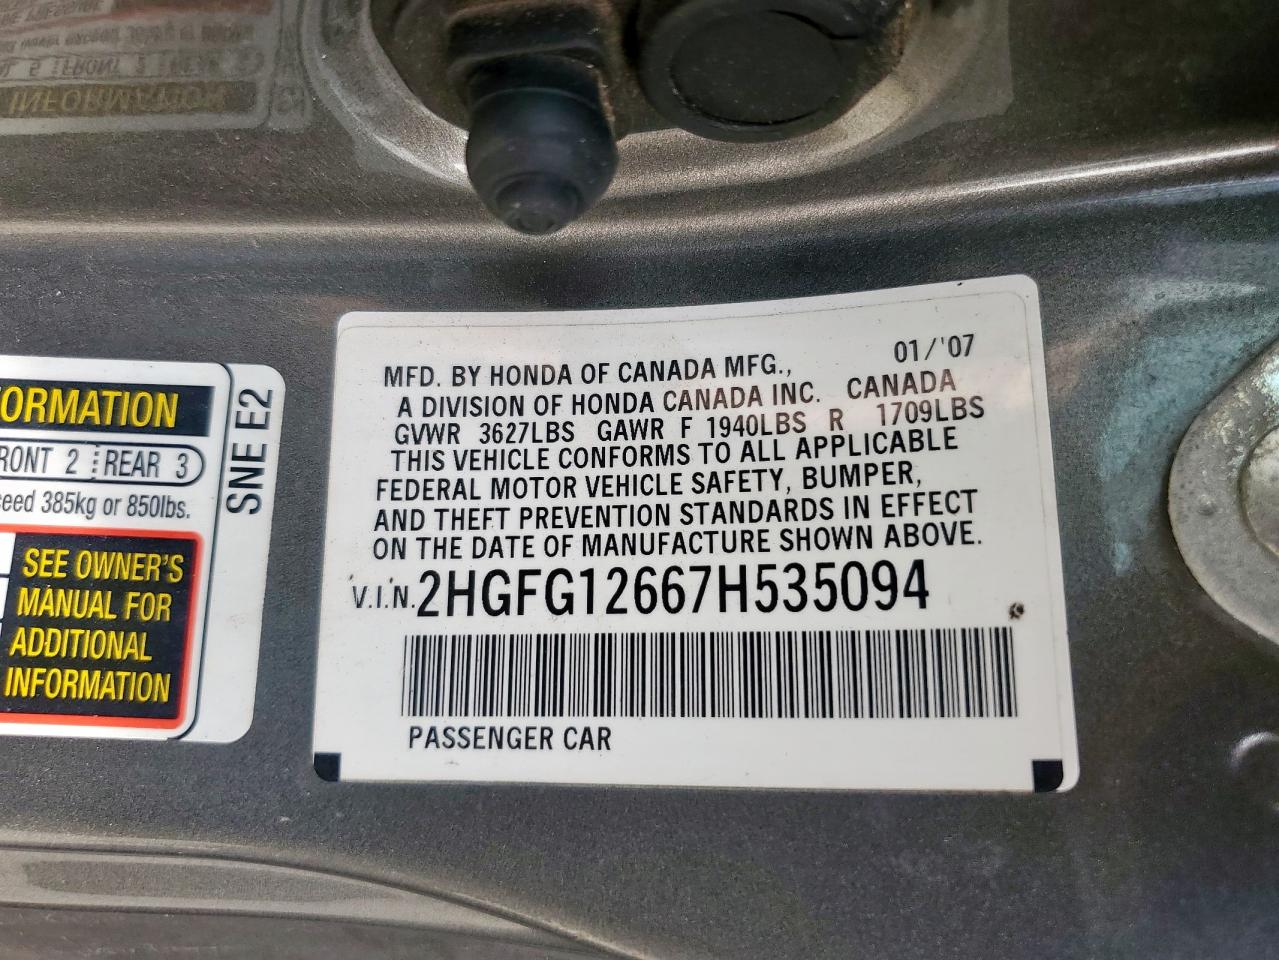 INFORMATION
ORMATION
RONT 2 REAR 3
eed 385kg or 850lbs.
SEE OWNER'S
MANUAL FOR
ADDITIONAL
INFORMATION
SNE E2
MFD. BY HONDA OF CANADA MFG., 01/'07
A DIVISION OF HONDA CANADA INC. CANADA
GVWR 3627LBS GAWR F 1940LBS R 1709LBS
THIS VEHICLE CONFORMS TO ALL APPLICABLE
FEDERAL MOTOR VEHICLE SAFETY, BUMPER,
AND THEFT PREVENTION STANDARDS IN EFFECT
ON THE DATE OF MANUFACTURE SHOWN ABOVE.
V.I.N. 2HGFG12667H535094
PASSENGER CAR